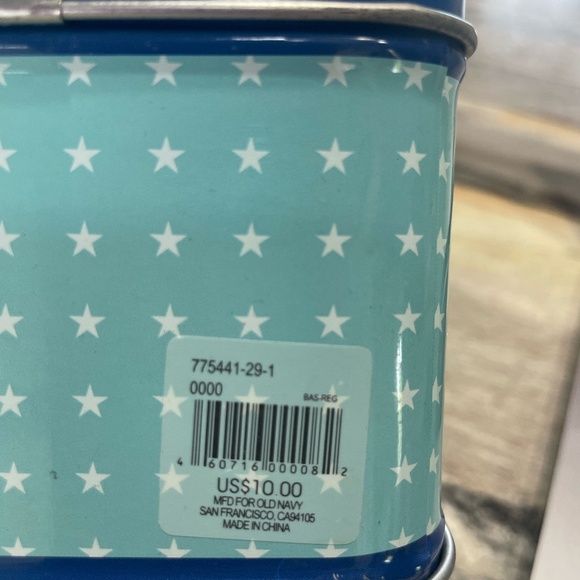 775441-29-1
0000
BAS-REG
4 60716 00008 2
US$10.00
MFD FOR OLD NAVY
SAN FRANCISCO, CA94105
MADE IN CHINA